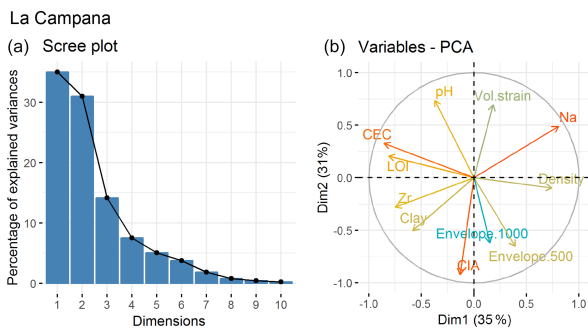 La Campana
(a) Scree plot
Percentage of explained variances
30
20
10
0
1 2 3 4 5 6 7 8 9 10
Dimensions
(b) Variables - PCA
Dim2 (31%)
1.0
0.5
0.0
-0.5
-1.0
pH
Vol.strain
Na
CEC
LOI
Density
Zr
Clay
Envelope.1000
Envelope.500
CIA
-1.0 -0.5 0.0 0.5 1.0
Dim1 (35%)